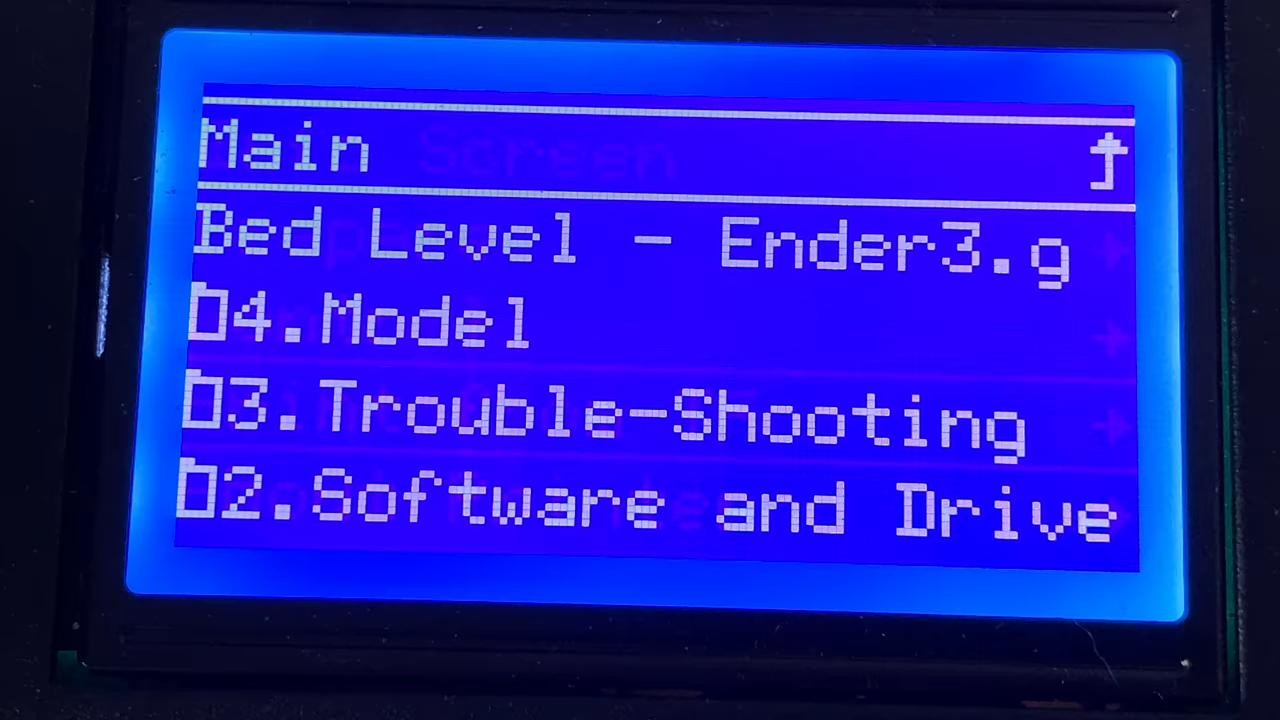 Main
Bed Level - Ender3.g
4.Model
3.Trouble-Shooting
2.Software and Drive